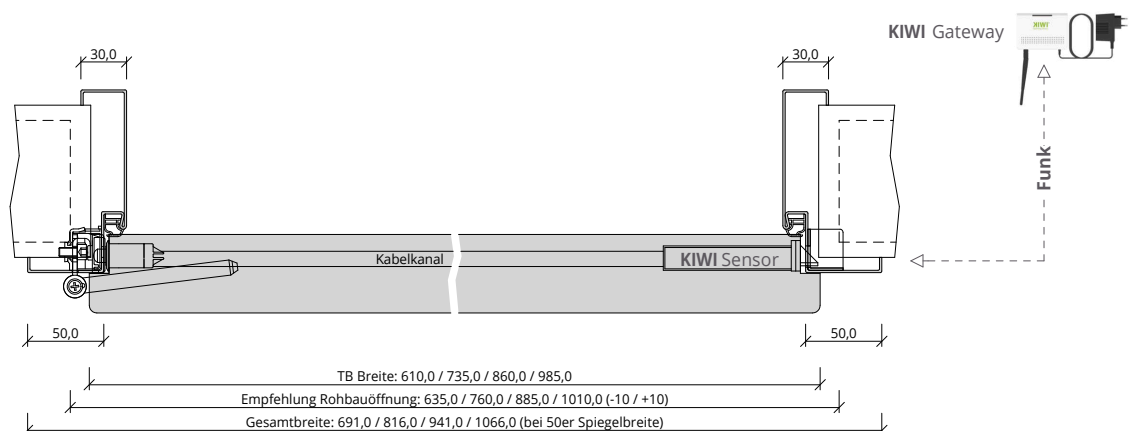 KIWI Gateway
KIWI
30,0
30,0
Funk
Kabelkanal
KIWI Sensor
50,0
50,0
TB Breite: 610,0 / 735,0 / 860,0 / 985,0
Empfehlung Rohbauöffnung: 635,0 / 760,0 / 885,0 / 1010,0 (-10 / +10)
Gesamtbreite: 691,0 / 816,0 / 941,0 / 1066,0 (bei 50er Spiegelbreite)